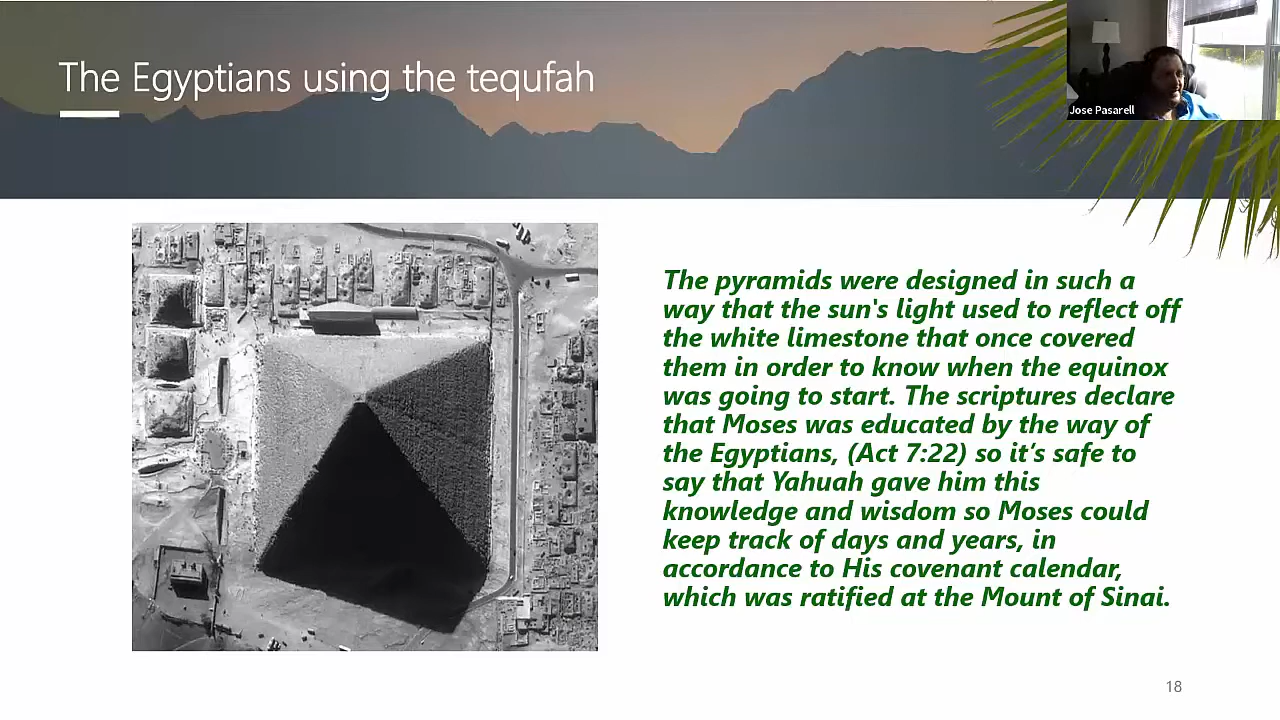 The Egyptians using the tequfah
Jose Pasarell
The pyramids were designed in such a
way that the sun's light used to reflect off
the white limestone that once covered
them in order to know when the equinox
was going to start. The scriptures declare
that Moses was educated by the way of
the Egyptians, (Act 7:22) so it's safe to
say that Yahuah gave him this
knowledge and wisdom so Moses could
keep track of days and years, in
accordance to His covenant calendar,
which was ratified at the Mount of Sinai.
18